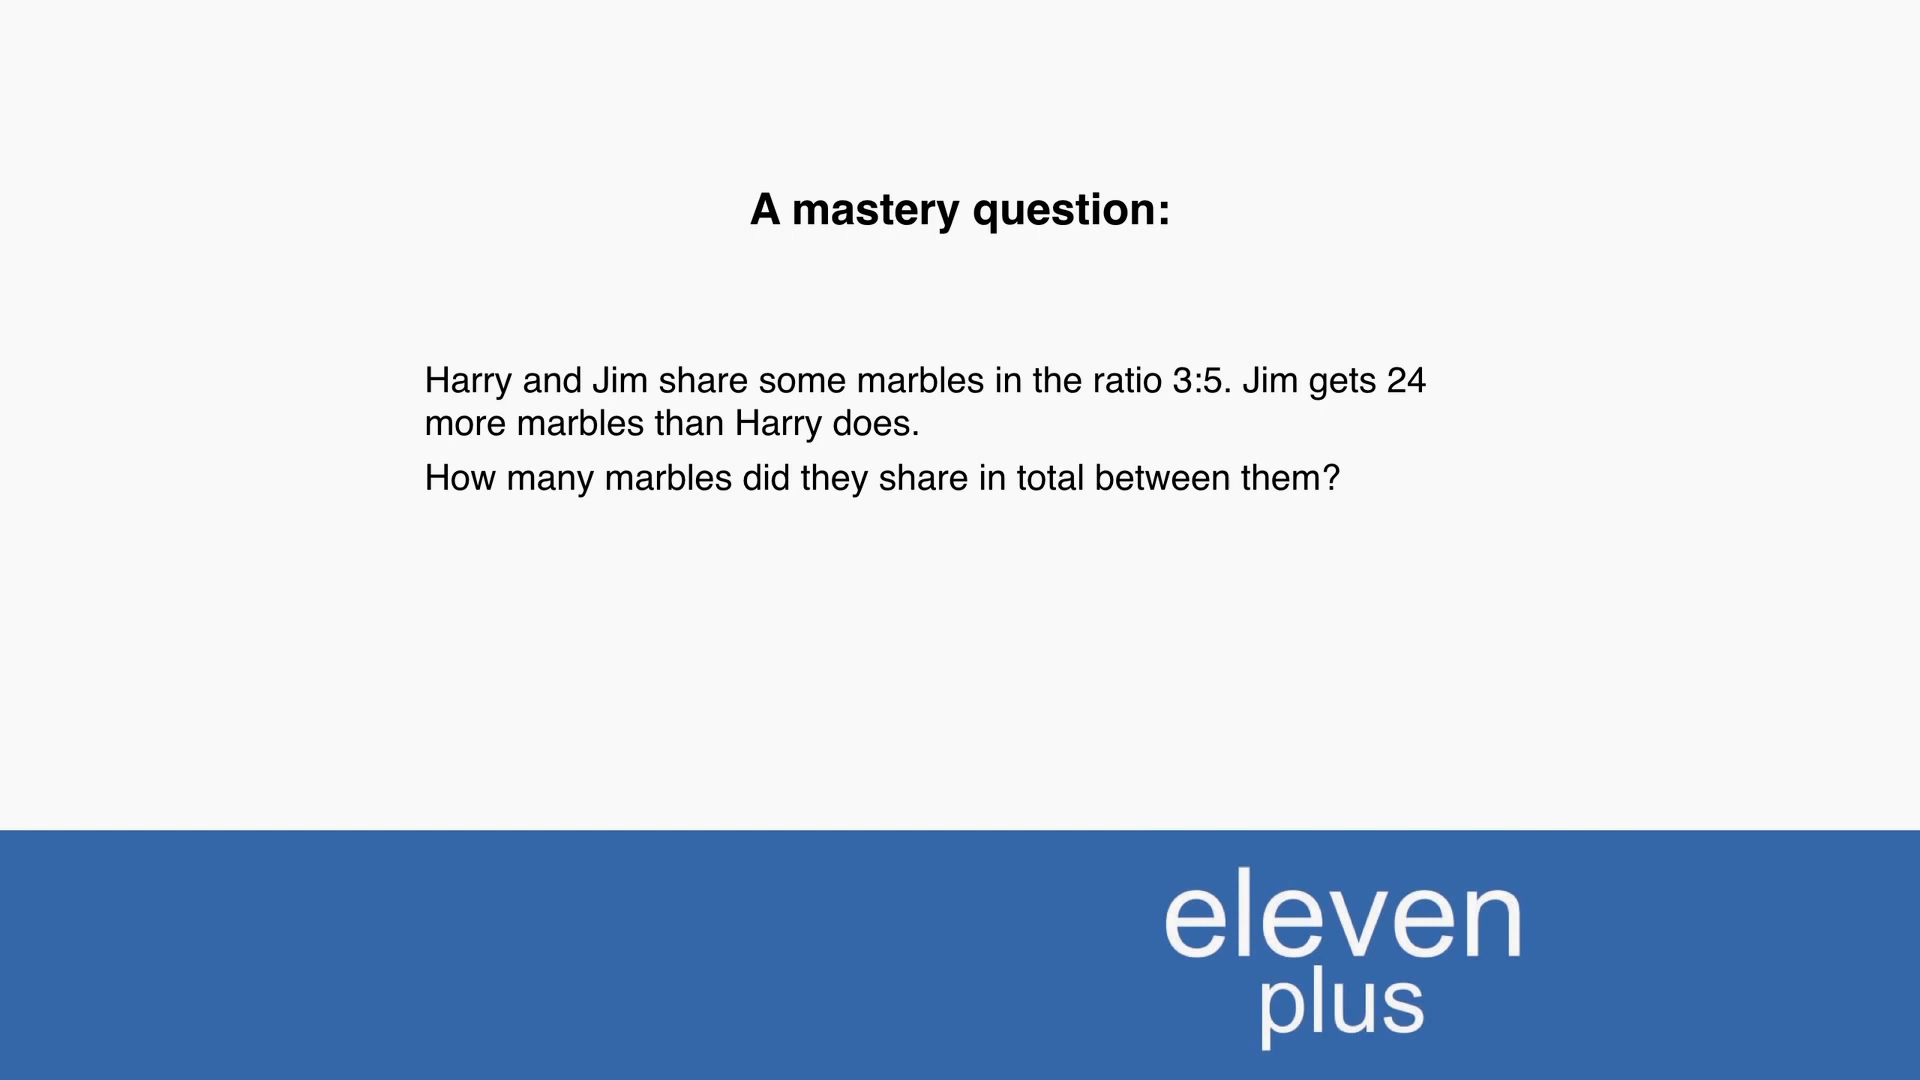 A mastery question:
Harry and Jim share some marbles in the ratio 3:5. Jim gets 24
more marbles than Harry does.
How many marbles did they share in total between them?
eleven
plus